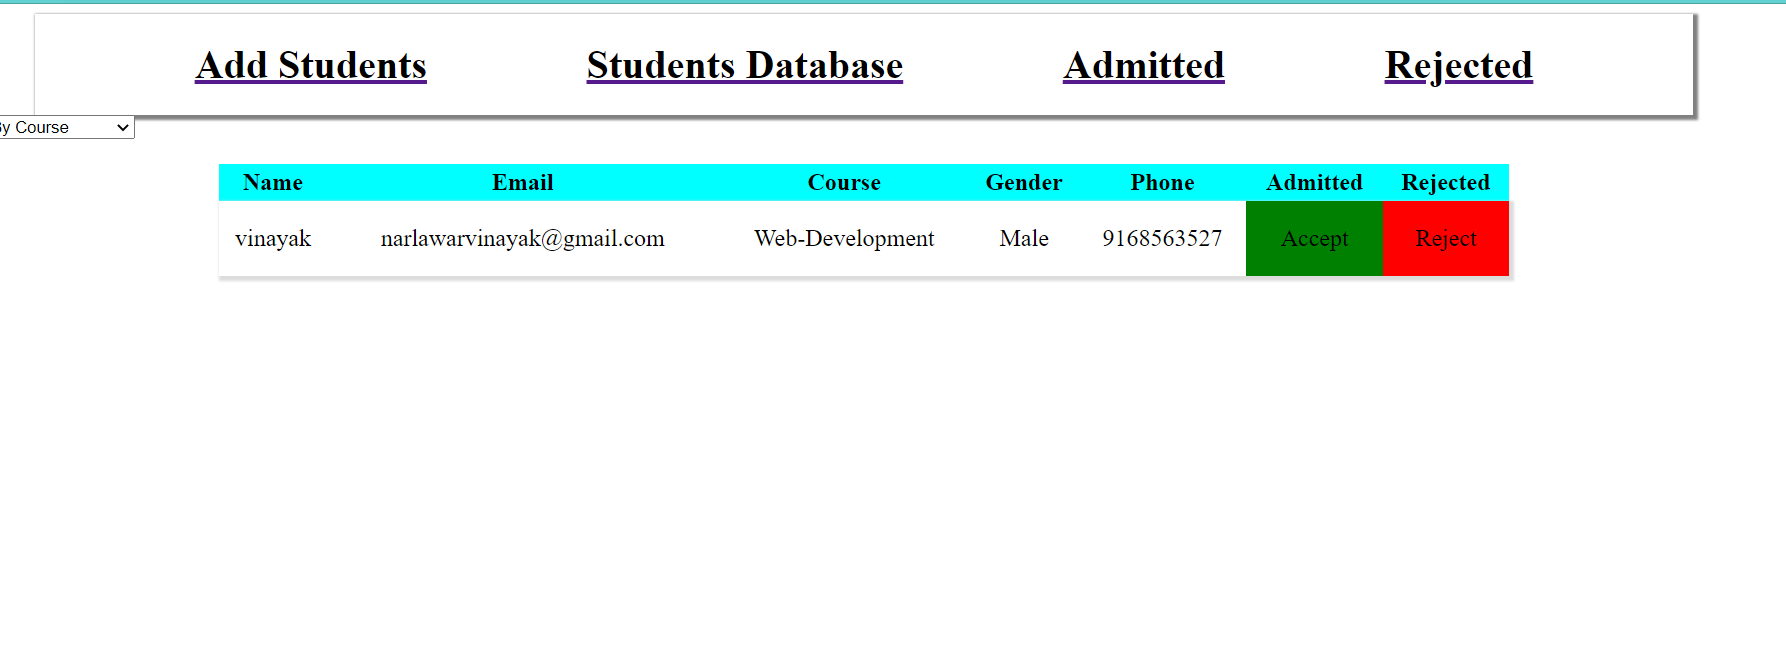 Add Students Students Database Admitted Rejected
By Course
Name Email Course Gender Phone Admitted Rejected
vinayak narlawarvinayak@gmail.com Web-Development Male 9168563527 Accept Reject